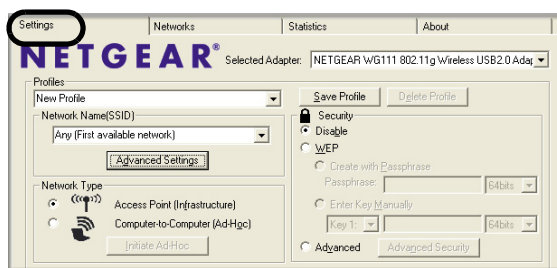 Settings Networks Statistics About
NETGEAR® Selected Adapter: NETGEAR WG111 802.11g Wireless USB2.0 Adap
Profiles
New Profile
Save Profile Delete Profile
Network Name(SSID)
Any (First available network)
Advanced Settings
Security
Disable
WEP
Create with Passphrase
Passphrase: 64bits
Enter Key Manually
Key 1: 64bits
Advanced Advanced Security
Network Type
Access Point (Infrastructure)
Computer-to-Computer (Ad-Hoc)
Initiate Ad-Hoc